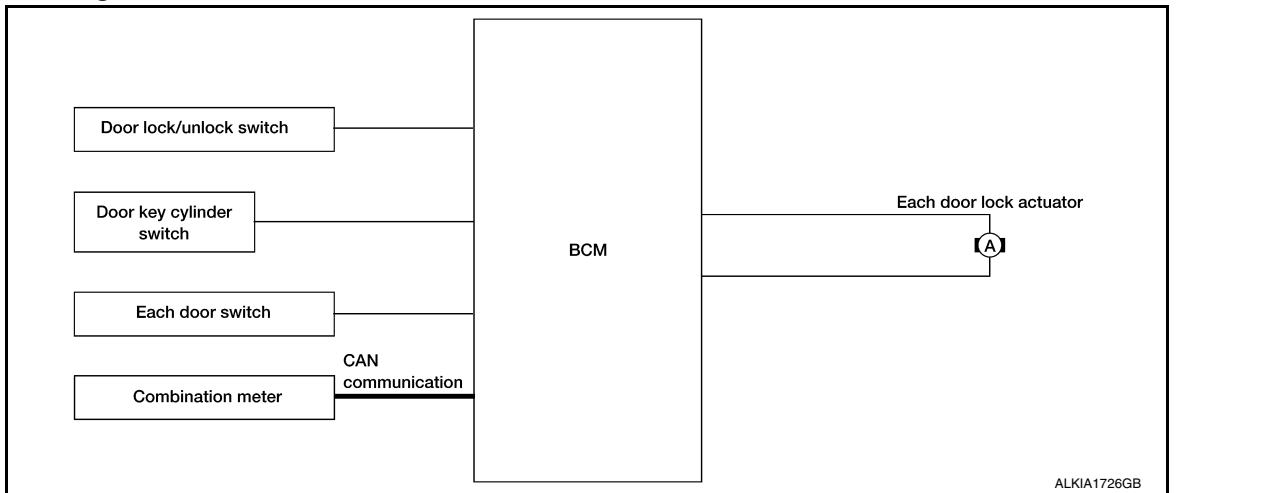 Door lock/unlock switch
Door key cylinder
switch
Each door switch
CAN
communication
Combination meter
BCM
Each door lock actuator
A
ALKIA1726GB